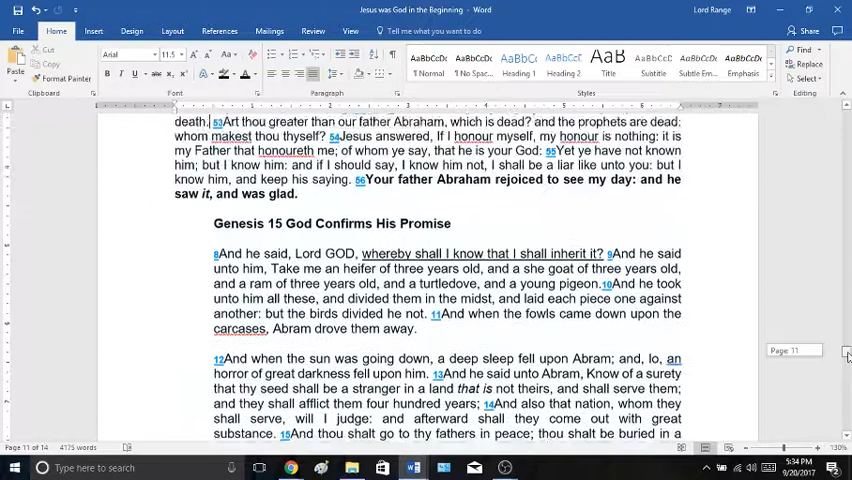 Jesus was God in the Beginning - Word
Lord Range
File Home Insert Draw Design Layout References Mailings Review View Tell me what you want to do... Share
Paste
Cut
Copy
Format Painter
Clipboard
Arial 11.5
Font
Paragraph
AaBbCcDc AaBbCcDc AaBbCc AaBbCcD AaB AaBbCcD AaBbCcDc AaBbCcDc
¶ Normal ¶ No Spac... Heading 1 Heading 2 Title Subtitle Subtle Em... Emphasis
Styles
Find
Replace
Select
Editing
death. 53Art thou greater than our father Abraham, which is dead? and the prophets are dead:
whom makest thou thyself? 54Jesus answered, If I honour myself, my honour is nothing: it is
my Father that honoureth me; of whom ye say, that he is your God: 55Yet ye have not known
him; but I know him: and if I should say, I know him not, I shall be a liar like unto you: but I
know him, and keep his saying. 56Your father Abraham rejoiced to see my day: and he
saw it, and was glad.
Genesis 15 God Confirms His Promise
8And he said, Lord GOD, whereby shall I know that I shall inherit it? 9And he said
unto him, Take me an heifer of three years old, and a she goat of three years old,
and a ram of three years old, and a turtledove, and a young pigeon.10And he took
unto him all these, and divided them in the midst, and laid each piece one against
another: but the birds divided he not. 11And when the fowls came down upon the
carcases, Abram drove them away.
12And when the sun was going down, a deep sleep fell upon Abram; and, lo, an
horror of great darkness fell upon him. 13And he said unto Abram, Know of a surety
that thy seed shall be a stranger in a land that is not theirs, and shall serve them;
and they shall afflict them four hundred years; 14And also that nation, whom they
shall serve, will I judge: and afterward shall they come out with great
substance. 15And thou shalt go to thy fathers in peace; thou shalt be buried in a
Page: 11
Page 11 of 14 4175 words
130%
Type here to search
5:34 PM
9/20/2017